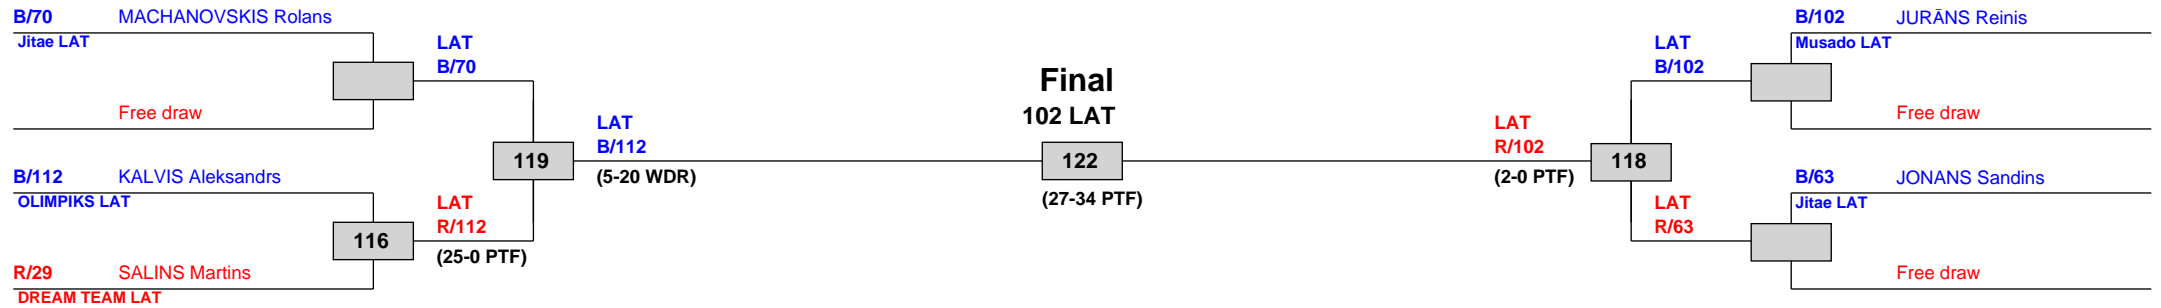 B/70 MACHANOVSKIS Rolans
Jitae LAT
LAT
B/70
Free draw
119
LAT
B/112
(5-20 WDR)
B/112 KALVIS Aleksandrs
OLIMPIKS LAT
116
LAT
R/112
(25-0 PTF)
R/29 SALINS Martins
DREAM TEAM LAT
Final
102 LAT
122
(27-34 PTF)
B/102 JURĀNS Reinis
Musado LAT
LAT
B/102
Free draw
LAT
R/102
(2-0 PTF)
118
B/63 JONANS Sandins
Jitae LAT
LAT
R/63
Free draw